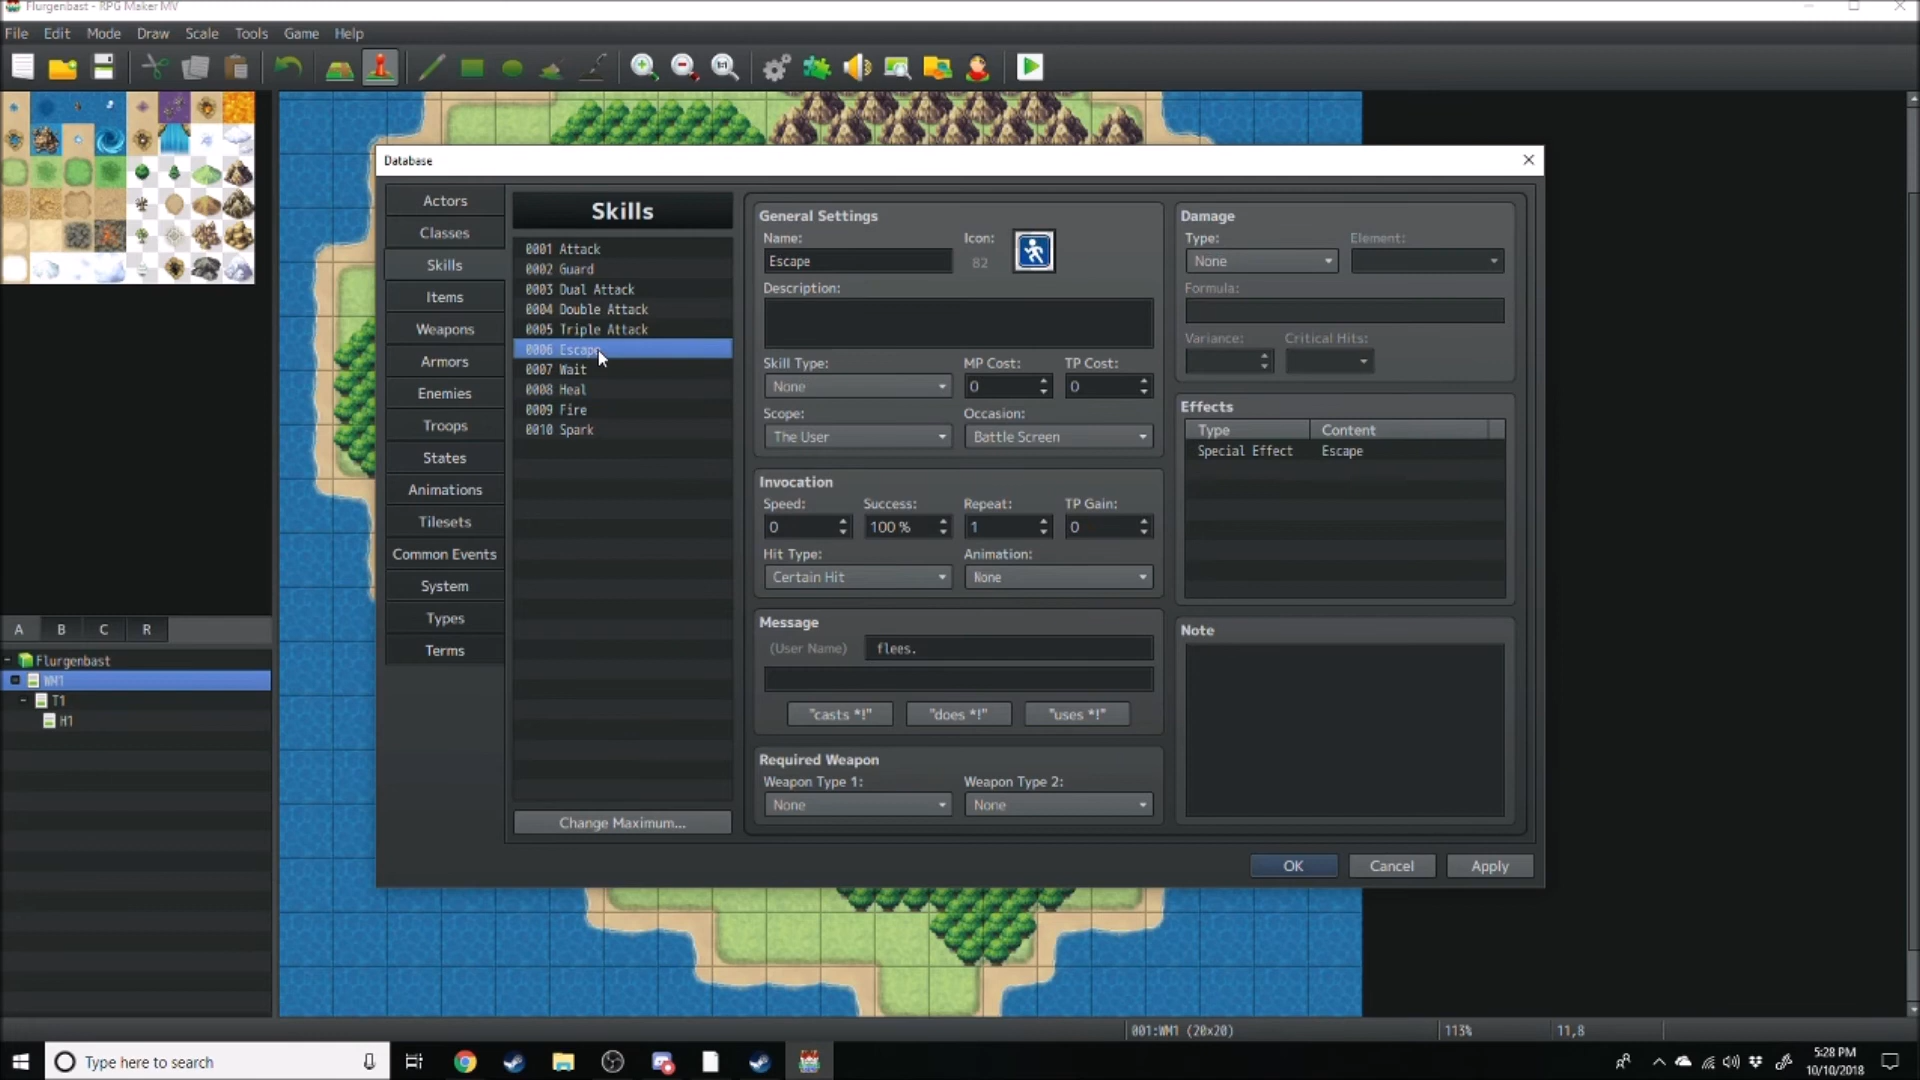 Flurgenbast - RPG Maker MV
File Edit Mode Draw Scale Tools Game Help
Database
Actors
Classes
Skills
Items
Weapons
Armors
Enemies
Troops
States
Animations
Tilesets
Common Events
System
Types
Terms
Skills
0001 Attack
0002 Guard
0003 Dual Attack
0004 Double Attack
0005 Triple Attack
0006 Escape
0007 Wait
0008 Heal
0009 Fire
0010 Spark
Change Maximum...
General Settings
Name: Icon:
Escape 82
Description:
Skill Type: MP Cost: TP Cost:
None 0 0
Scope: Occasion:
The User Battle Screen
Invocation
Speed: Success: Repeat: TP Gain:
0 100 % 1 0
Hit Type: Animation:
Certain Hit None
Message
(User Name) flees.
"casts *!" "does *!" "uses *!"
Required Weapon
Weapon Type 1: Weapon Type 2:
None None
Damage
Type: Element:
None
Formula:
Variance: Critical Hits:
Effects
Type Content
Special Effect Escape
Note
OK Cancel Apply
A B C R
Flurgenbast
WM1
T1
H1
001:WM1 (20x20) 113% 11,8
Type here to search
5:28 PM
10/10/2018